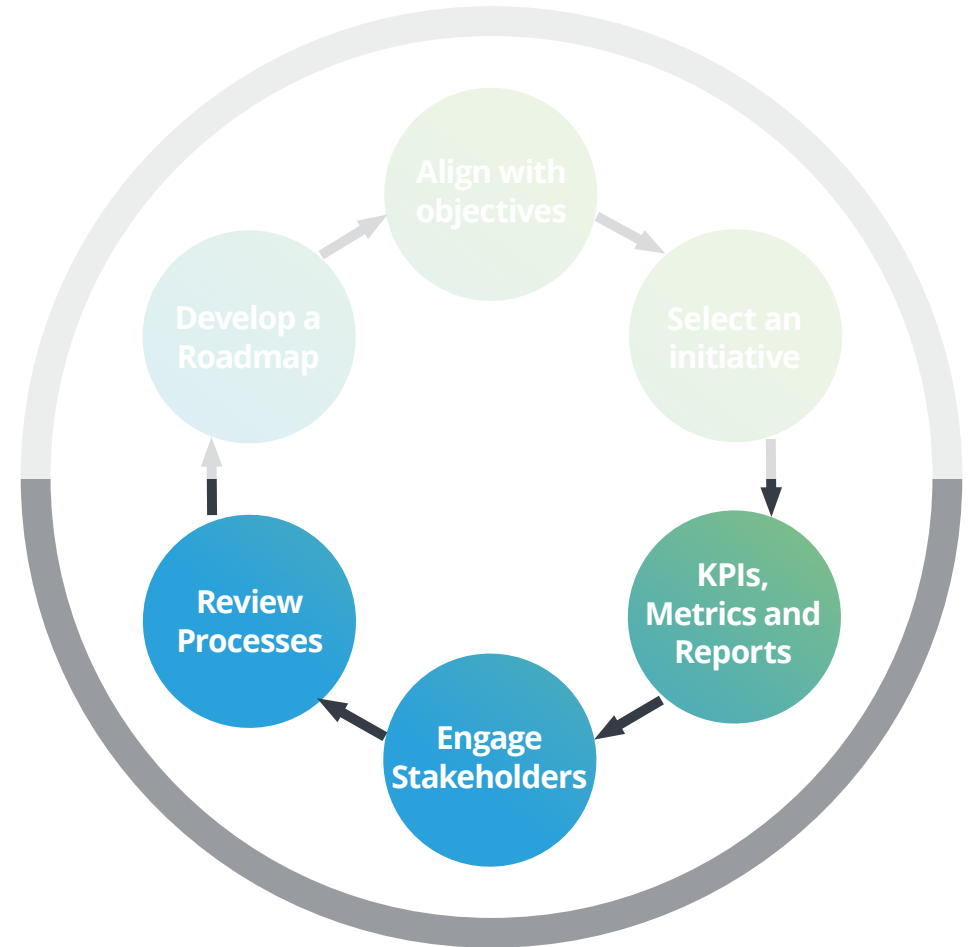 Align with
objectives
Select an
initiative
KPIs,
Metrics and
Reports
Engage
Stakeholders
Review
Processes
Develop a
Roadmap